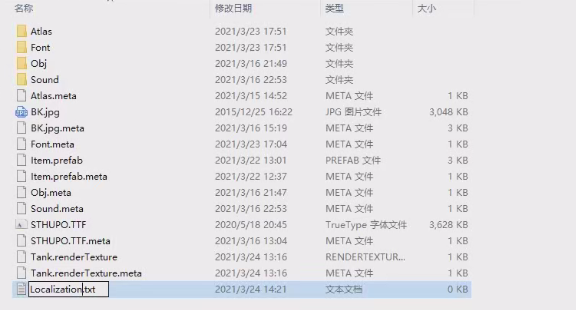 名称 修改日期 类型 大小
Atlas 2021/3/23 17:51 文件夹
Font 2021/3/23 17:51 文件夹
Obj 2021/3/16 21:49 文件夹
Sound 2021/3/16 22:53 文件夹
Atlas.meta 2021/3/15 14:52 META 文件 1 KB
BK.jpg 2015/12/25 16:22 JPG 图片文件 3,048 KB
BK.jpg.meta 2021/3/16 15:19 META 文件 3 KB
Font.meta 2021/3/23 17:04 META 文件 1 KB
Item.prefab 2021/3/22 13:01 PREFAB 文件 3 KB
Item.prefab.meta 2021/3/22 12:37 META 文件 1 KB
Obj.meta 2021/3/16 21:47 META 文件 1 KB
Sound.meta 2021/3/16 22:53 META 文件 1 KB
STHUPO.TTF 2020/5/18 20:45 TrueType 字体文件 3,628 KB
STHUPO.TTF.meta 2021/3/16 13:04 META 文件 1 KB
Tank.renderTexture 2021/3/24 13:16 RENDERTEXTUR... 1 KB
Tank.renderTexture.meta 2021/3/24 13:16 META 文件 1 KB
Localization.txt 2021/3/24 14:21 文本文档 0 KB